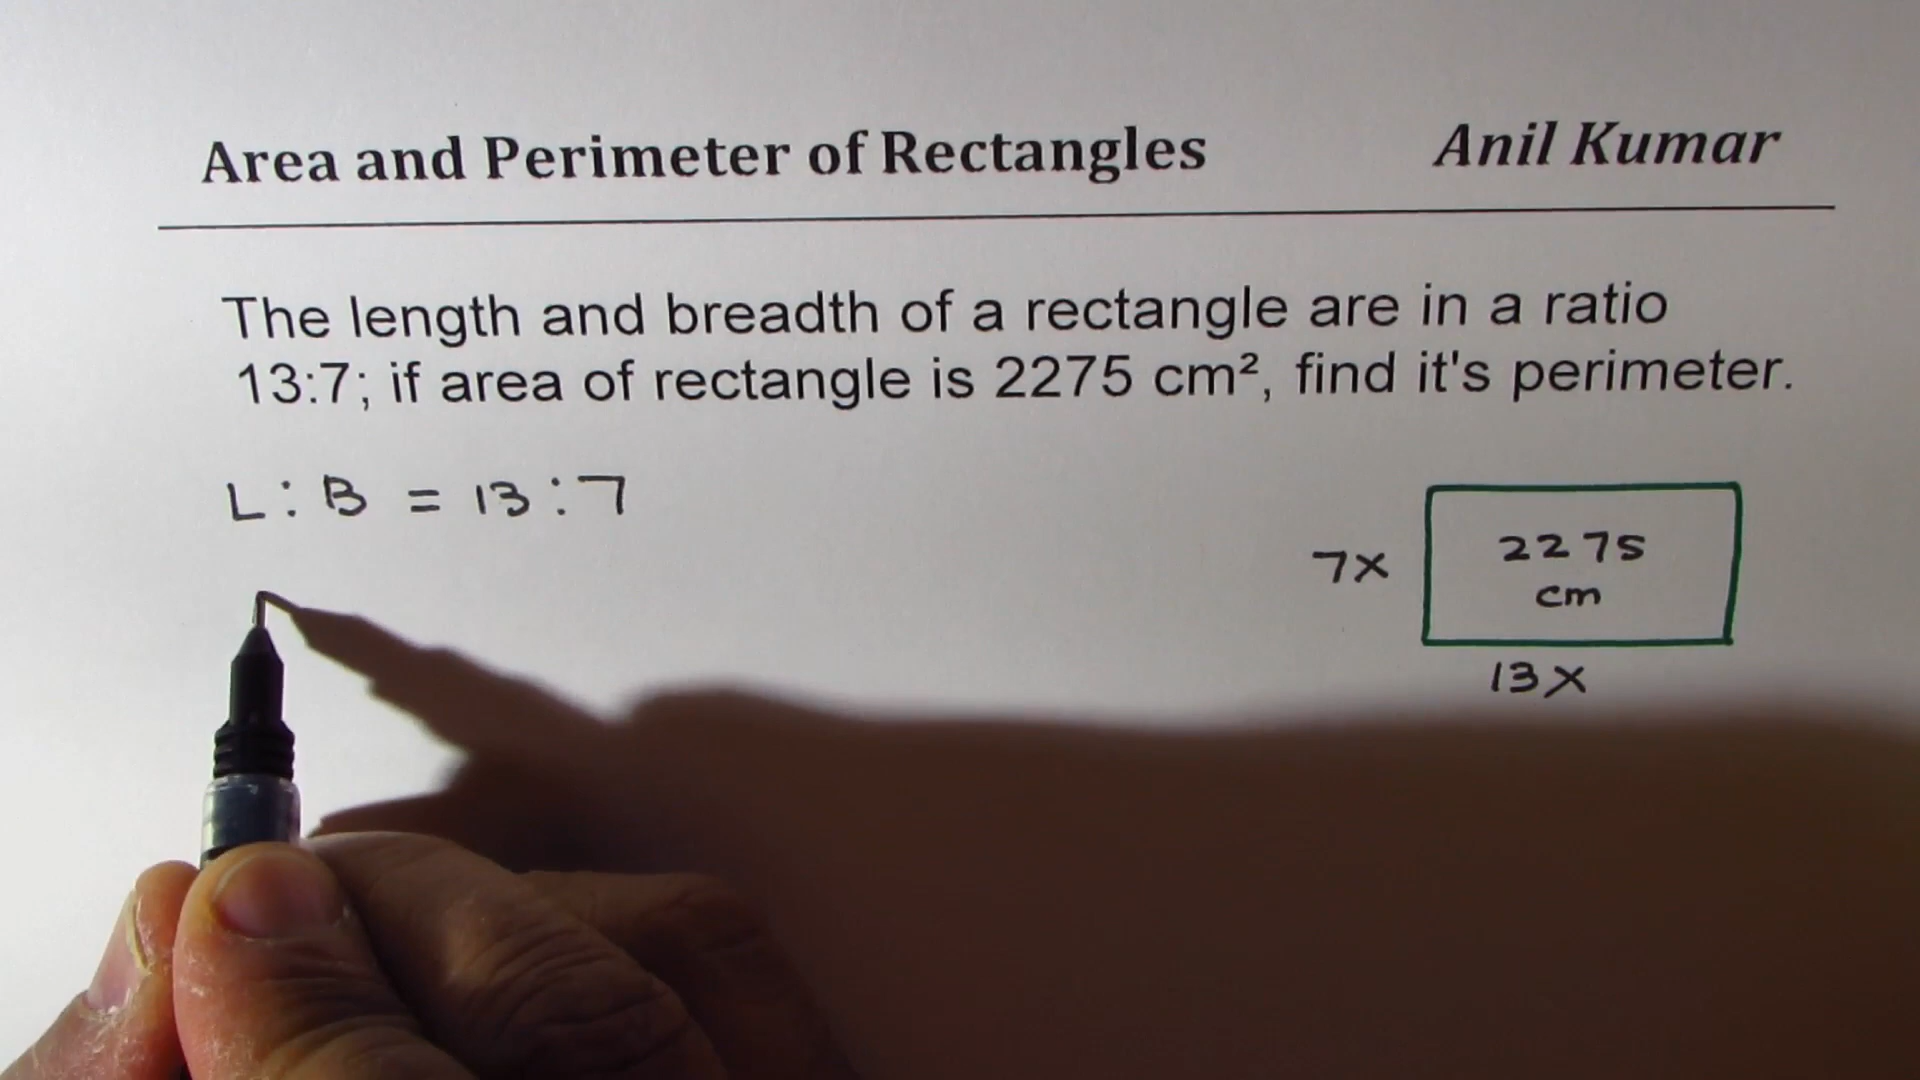 Area and Perimeter of Rectangles Anil Kumar
The length and breadth of a rectangle are in a ratio
13:7; if area of rectangle is 2275 cm², find it's perimeter.
L : B = 13 : 7
2275
7x
cm
13x